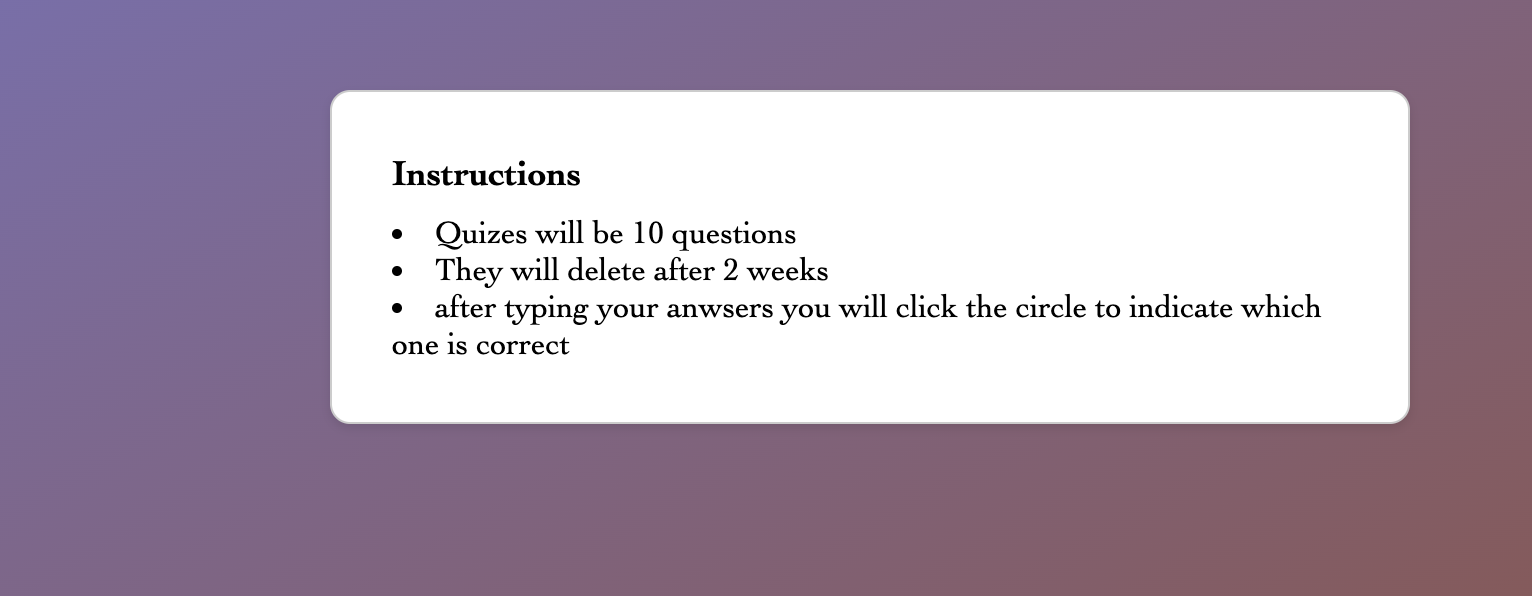 Instructions
• Quizes will be 10 questions
• They will delete after 2 weeks
• after typing your anwsers you will click the circle to indicate which
one is correct